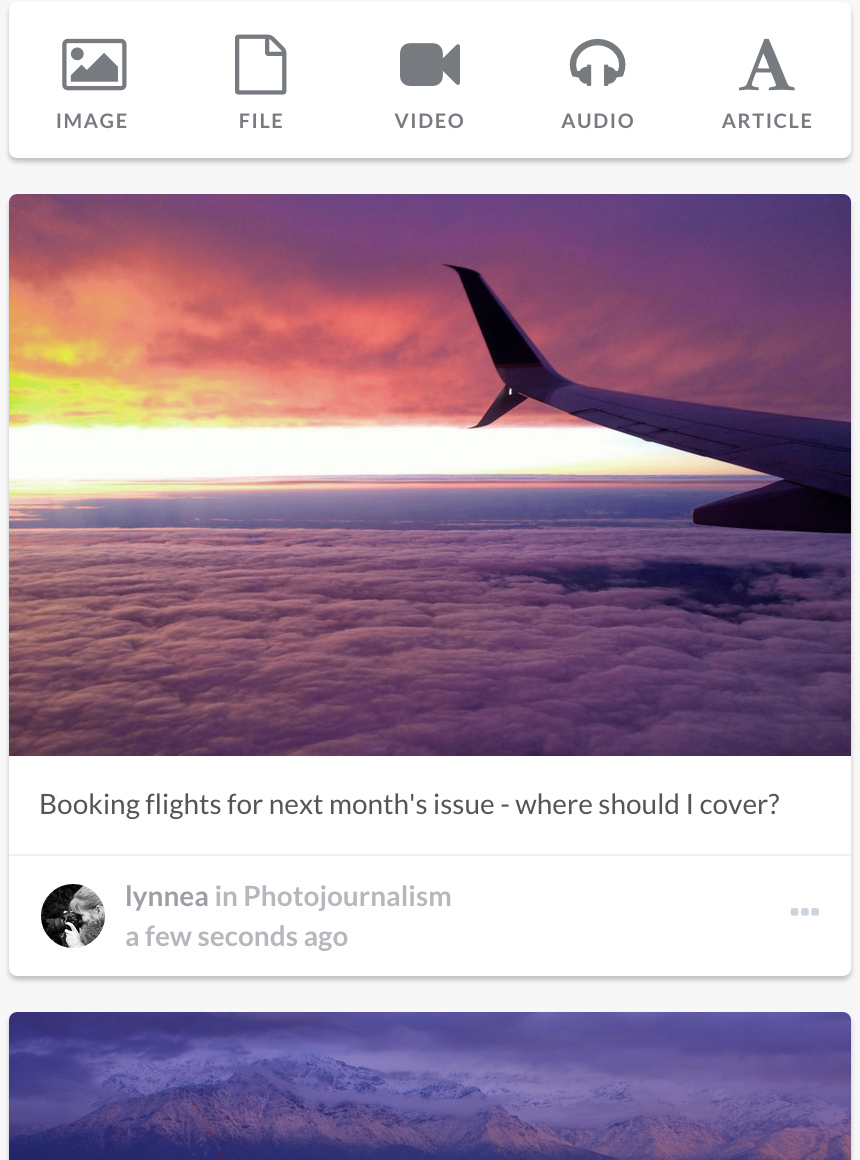 IMAGE FILE VIDEO AUDIO ARTICLE
Booking flights for next month's issue - where should I cover?
lynnea in Photojournalism
a few seconds ago